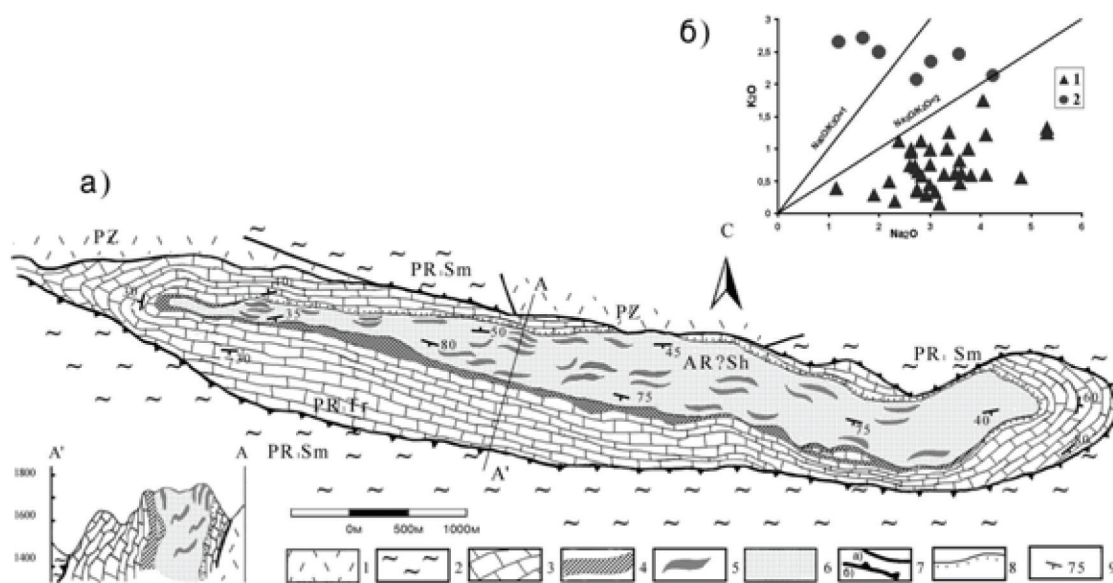 б)
3
2,5
2
1,5
1
0,5
0
K2O
Na2O/K2O=1
Na2O/K2O=2
1
2
0 1 2 3 4 5 6
Na2O
а)
С
PZ
PR₁Sm
A
PZ
PR₁Sm
35
50
45
80
AR?Sh
60
75
75
40
80
PR₁Tr
PR₁Sm
A'
A' A
1800
1600
1400
0м 500м 1000м
1 2 3 4 5 6 а) б) 7 8 75 9